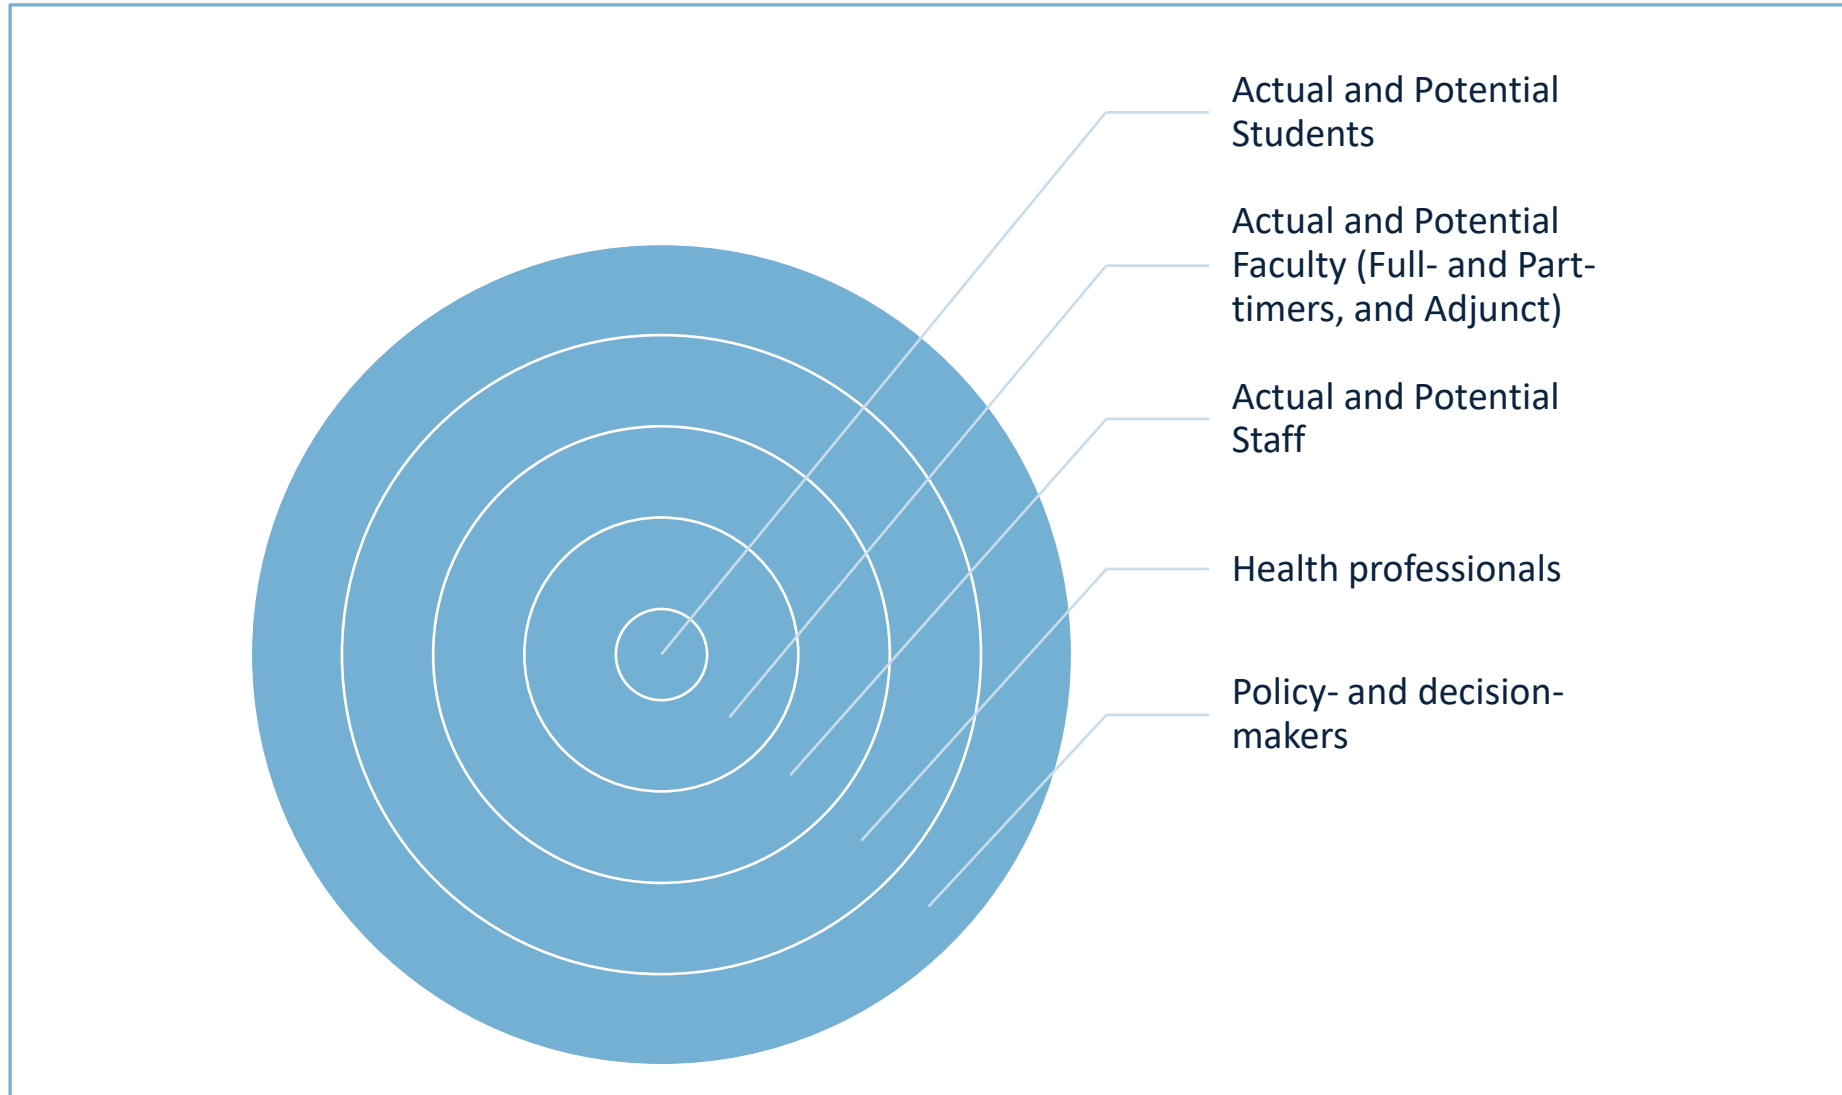 Actual and Potential
Students
Actual and Potential
Faculty (Full- and Part-
timers, and Adjunct)
Actual and Potential
Staff
Health professionals
Policy- and decision-
makers